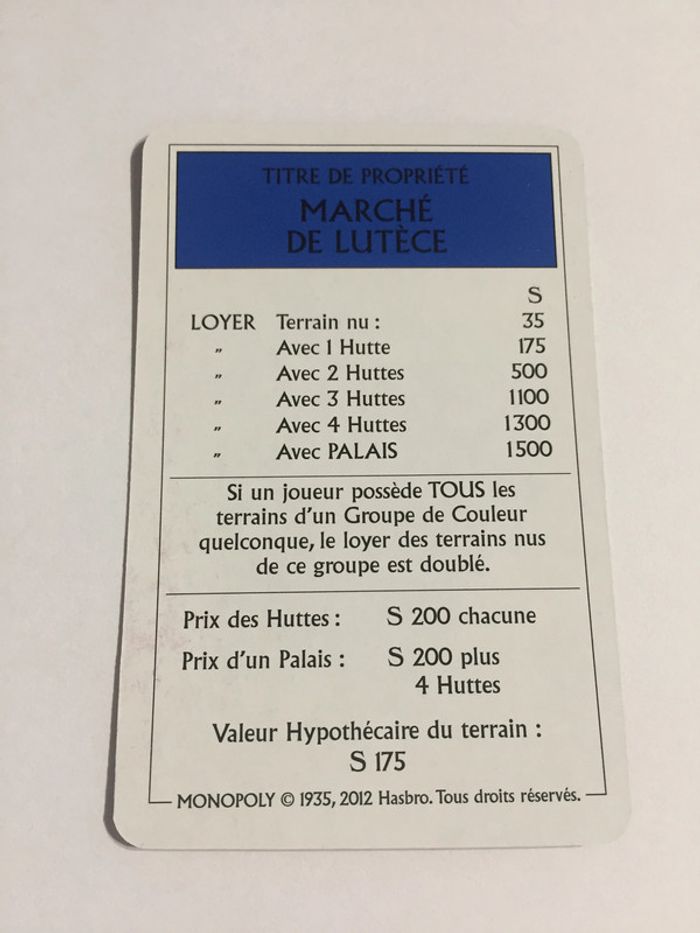 TITRE DE PROPRIÉTÉ
MARCHÉ
DE LUTÈCE
S
LOYER Terrain nu : 35
„ Avec 1 Hutte 175
„ Avec 2 Huttes 500
„ Avec 3 Huttes 1100
„ Avec 4 Huttes 1300
„ Avec PALAIS 1500
Si un joueur possède TOUS les
terrains d'un Groupe de Couleur
quelconque, le loyer des terrains nus
de ce groupe est doublé.
Prix des Huttes : S 200 chacune
Prix d'un Palais : S 200 plus
4 Huttes
Valeur Hypothécaire du terrain :
S 175
MONOPOLY © 1935, 2012 Hasbro. Tous droits réservés.